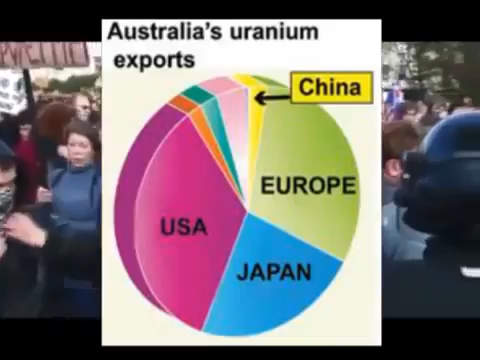 Australia's uranium
exports
China
EUROPE
USA
JAPAN